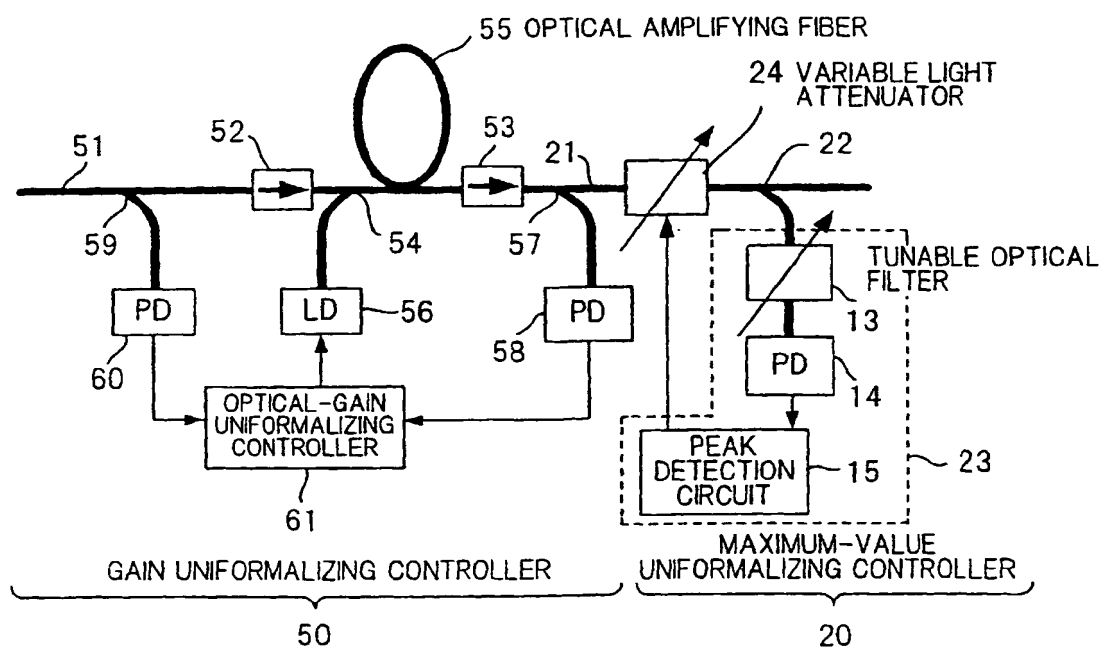 55 OPTICAL AMPLIFYING FIBER
24 VARIABLE LIGHT
ATTENUATOR
51
52
53
21
22
59
54
57
TUNABLE OPTICAL
FILTER
PD
LD
56
PD
13
60
58
PD
14
OPTICAL-GAIN
UNIFORMALIZING
CONTROLLER
61
PEAK
DETECTION
CIRCUIT
15
23
GAIN UNIFORMALIZING CONTROLLER
MAXIMUM-VALUE
UNIFORMALIZING CONTROLLER
50
20